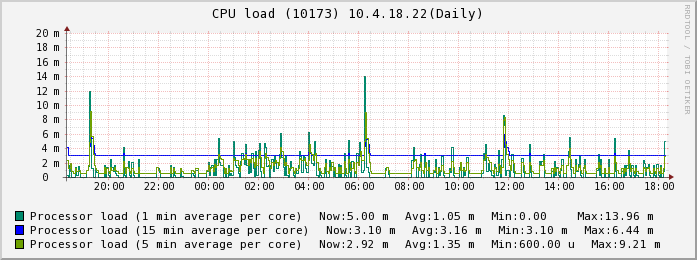 CPU load (10173) 10.4.18.22(Daily)
RRDTOOL / TOBI OETIKER
20 m
18 m
16 m
14 m
12 m
10 m
8 m
6 m
4 m
2 m
0
20:00 22:00 00:00 02:00 04:00 06:00 08:00 10:00 12:00 14:00 16:00 18:00
Processor load (1 min average per core) Now:5.00 m Avg:1.05 m Min:0.00 Max:13.96 m
Processor load (15 min average per core) Now:3.10 m Avg:3.16 m Min:3.10 m Max:6.44 m
Processor load (5 min average per core) Now:2.92 m Avg:1.35 m Min:600.00 u Max:9.21 m